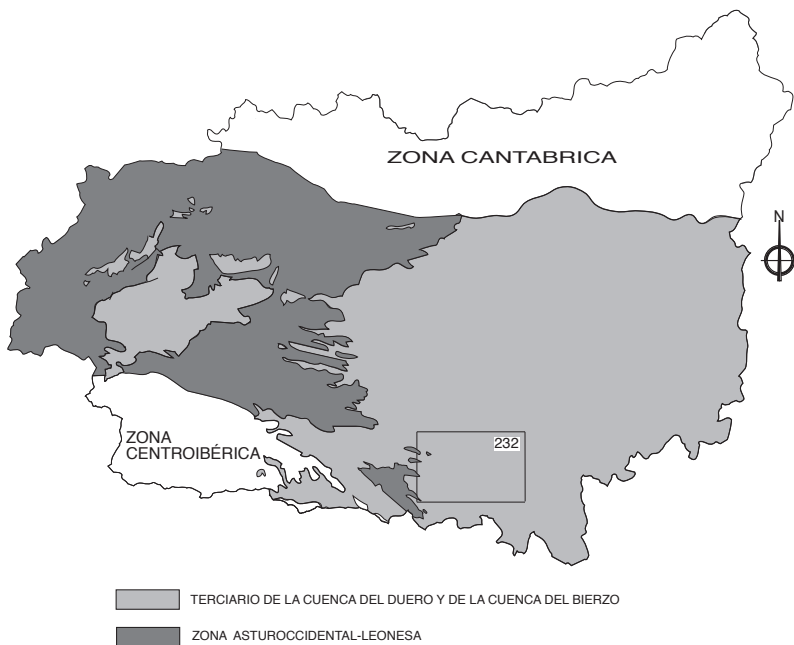 ZONA CANTABRICA
N
ZONA
CENTROIBÉRICA
232
TERCIARIO DE LA CUENCA DEL DUERO Y DE LA CUENCA DEL BIERZO
ZONA ASTUROCCIDENTAL-LEONESA